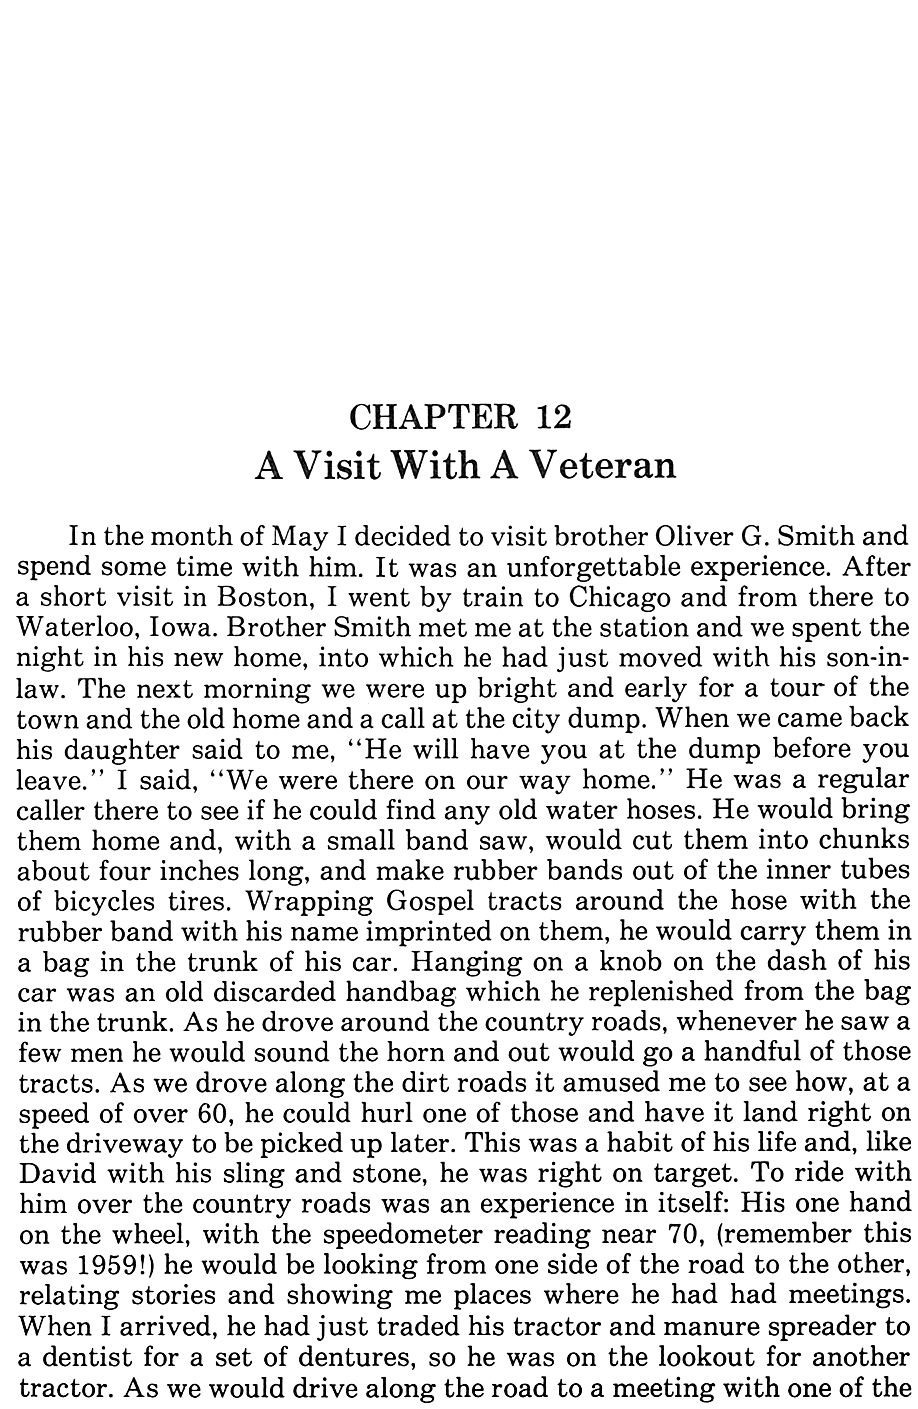 CHAPTER 12
A Visit With A Veteran
In the month of May I decided to visit brother Oliver G. Smith and
spend some time with him. It was an unforgettable experience. After
a short visit in Boston, I went by train to Chicago and from there to
Waterloo, Iowa. Brother Smith met me at the station and we spent the
night in his new home, into which he had just moved with his son-in-
law. The next morning we were up bright and early for a tour of the
town and the old home and a call at the city dump. When we came back
his daughter said to me, “He will have you at the dump before you
leave.” I said, “We were there on our way home.” He was a regular
caller there to see if he could find any old water hoses. He would bring
them home and, with a small band saw, would cut them into chunks
about four inches long, and make rubber bands out of the inner tubes
of bicycles tires. Wrapping Gospel tracts around the hose with the
rubber band with his name imprinted on them, he would carry them in
a bag in the trunk of his car. Hanging on a knob on the dash of his
car was an old discarded handbag which he replenished from the bag
in the trunk. As he drove around the country roads, whenever he saw a
few men he would sound the horn and out would go a handful of those
tracts. As we drove along the dirt roads it amused me to see how, at a
speed of over 60, he could hurl one of those and have it land right on
the driveway to be picked up later. This was a habit of his life and, like
David with his sling and stone, he was right on target. To ride with
him over the country roads was an experience in itself: His one hand
on the wheel, with the speedometer reading near 70, (remember this
was 1959!) he would be looking from one side of the road to the other,
relating stories and showing me places where he had had meetings.
When I arrived, he had just traded his tractor and manure spreader to
a dentist for a set of dentures, so he was on the lookout for another
tractor. As we would drive along the road to a meeting with one of the